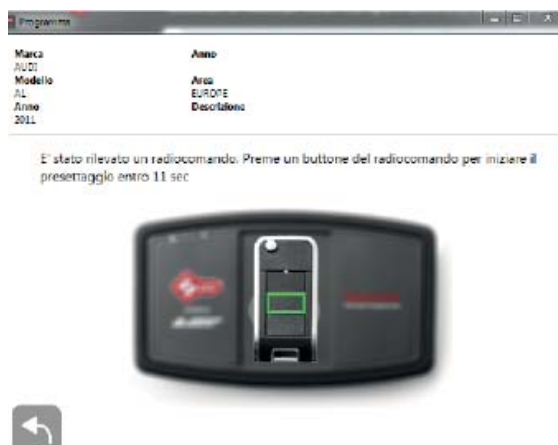 Programma
Marca
AUDI
Modello
AL
Anno
2011
Anno
Area
EUROPE
Descrizione
E' stato rilevato un radiocomando. Preme un buttone del radiocomando per iniziare il
presettaggio entro 11 sec